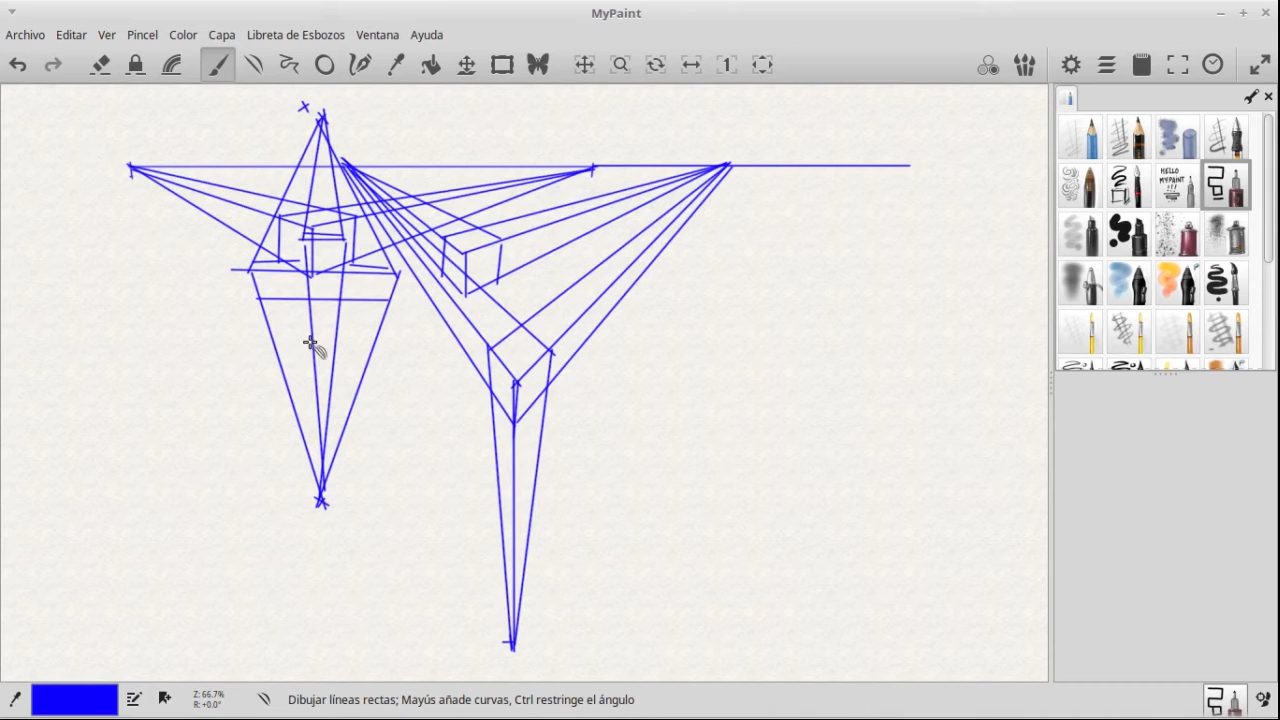 MyPaint
Archivo Editar Ver Pincel Color Capa Libreta de Esbozos Ventana Ayuda
1
HELLO
MYPAINT
Z: 66.7%
R: +0.0°
Dibujar líneas rectas; Mayús añade curvas, Ctrl restringe el ángulo